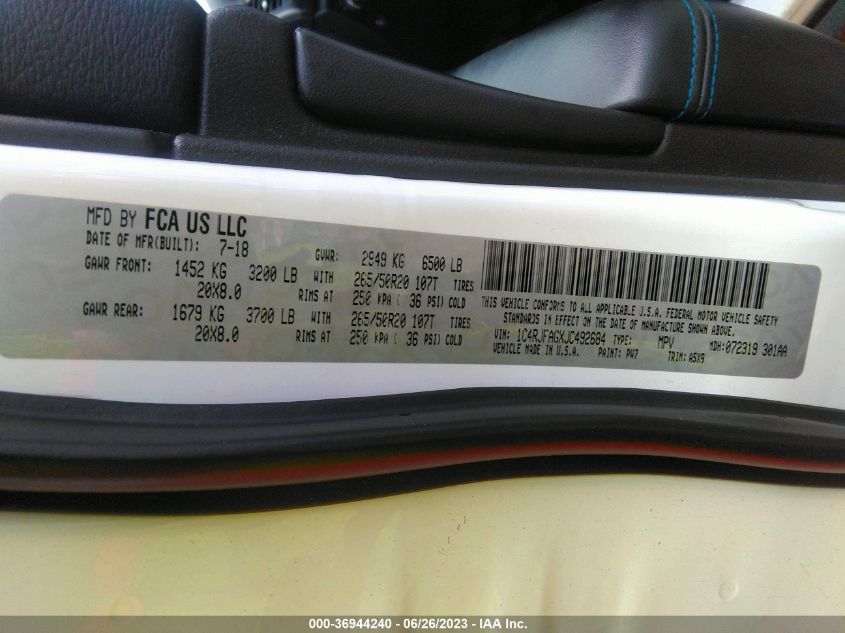 MFD BY FCA US LLC
DATE OF MFR(BUILT): 7-18 GVWR: 2949 KG 6500 LB
GAWR FRONT: 1452 KG 3200 LB WITH 265/50R20 107T TIRES
20X8.0 RIMS AT 250 KPA ( 36 PSI) COLD
GAWR REAR: 1679 KG 3700 LB WITH 265/50R20 107T TIRES
20X8.0 RIMS AT 250 KPA ( 36 PSI) COLD
THIS VEHICLE CONFORMS TO ALL APPLICABLE U.S.A. FEDERAL MOTOR VEHICLE SAFETY
STANDARDS IN EFFECT ON THE DATE OF MANUFACTURE SHOWN ABOVE.
VIN: 1C4RJFAGXJC492684 TYPE: MPV MDH: 072319 301AA
VEHICLE MADE IN U.S.A. PAINT: PW7 TRIM: A5X9
000-36944240 - 06/26/2023 - IAA Inc.